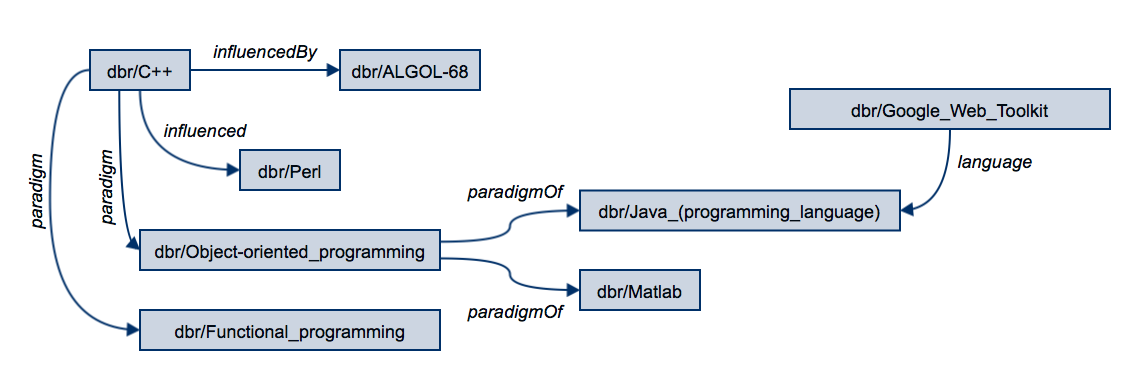 influencedBy
dbr/C++
dbr/ALGOL-68
dbr/Google_Web_Toolkit
influenced
paradigm
paradigm
dbr/Perl
language
paradigmOf
dbr/Java_(programming_language)
dbr/Object-oriented_programming
dbr/Matlab
paradigmOf
dbr/Functional_programming